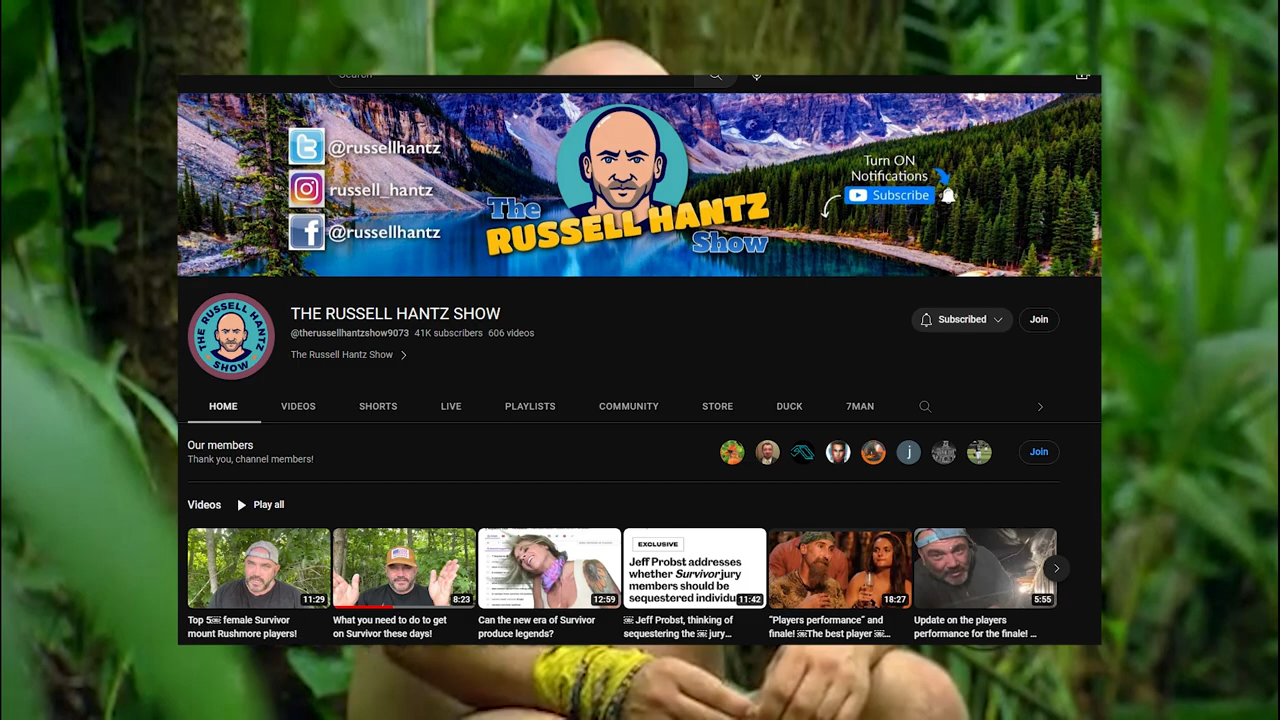 Search
@russellhantz
russell_hantz
@russellhantz
The
RUSSELL HANTZ
Show
Turn ON
Notifications
Subscribe
THE RUSSELL HANTZ SHOW
THE RUSSELL HANTZ SHOW
@therussellhantzshow9073 41K subscribers 606 videos
The Russell Hantz Show
Subscribed
Join
HOME VIDEOS SHORTS LIVE PLAYLISTS COMMUNITY STORE DUCK 7MAN
Our members
Thank you, channel members!
j
Join
Videos Play all
EXCLUSIVE
Jeff Probst addresses
whether Survivor jury
members should be
sequestered individu
11:29 8:23 12:59 11:42 18:27 5:55
Top 5 female Survivor
mount Rushmore players!
What you need to do to get
on Survivor these days!
Can the new era of Survivor
produce legends?
Jeff Probst, thinking of
sequestering the jury...
"Players performance" and
finale! The best player ...
Update on the players
performance for the finale! ...